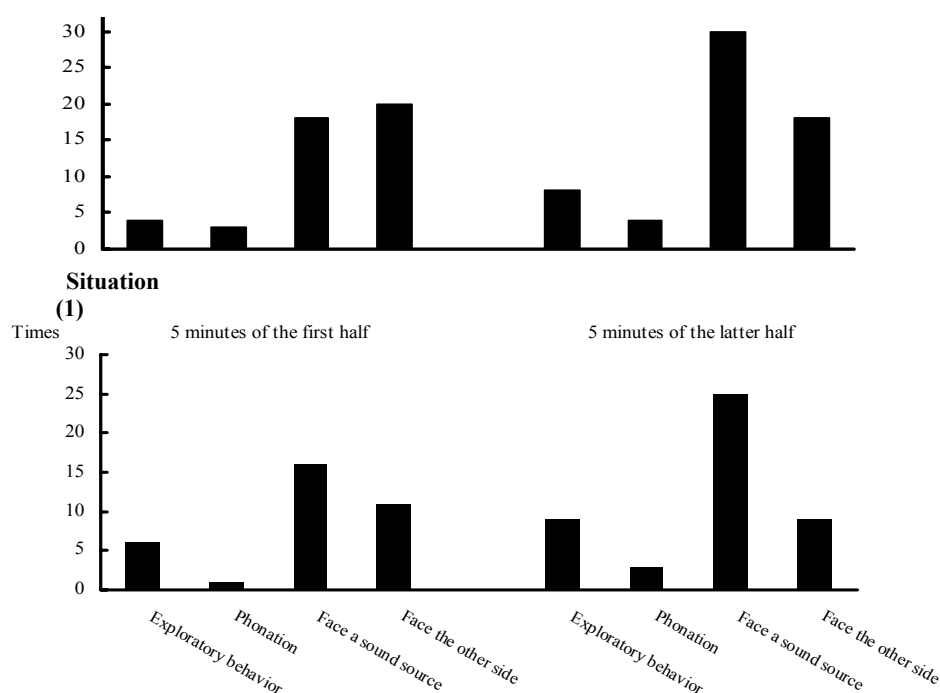 30
25
20
15
10
5
0
Situation
(1)
Times 5 minutes of the first half 5 minutes of the latter half
30
25
20
15
10
5
0
Exploratory behavior
Phonation
Face a sound source
Face the other side
Exploratory behavior
Phonation
Face a sound source
Face the other side